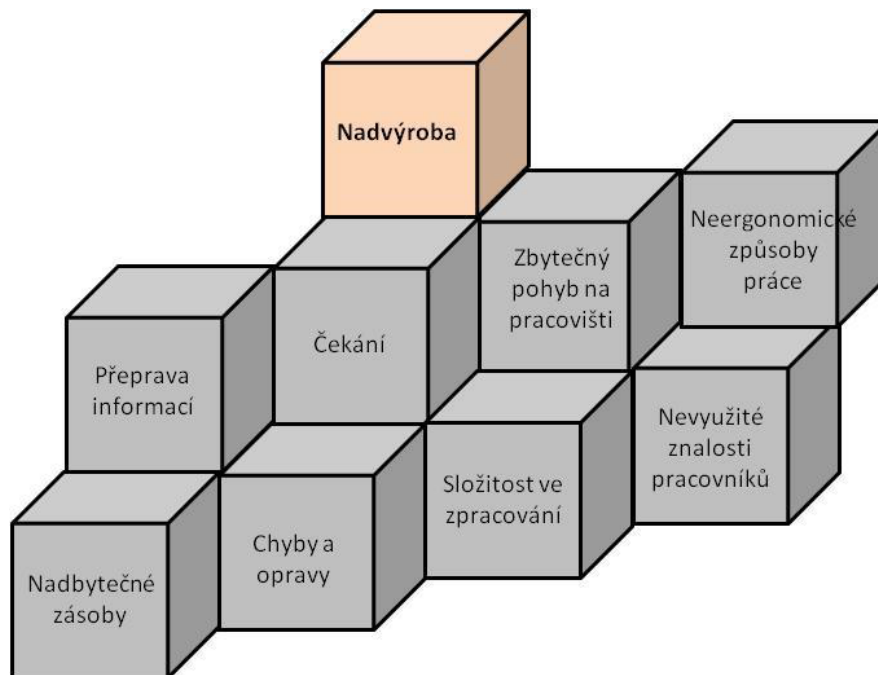 Nadvýroba
Neergonomické
způsoby
práce
Zbytečný
pohyb na
pracovišti
Čekání
Přeprava
informací
Nevyužité
znalosti
pracovníků
Složitost ve
zpracování
Chyby a
opravy
Nadbytečné
zásoby